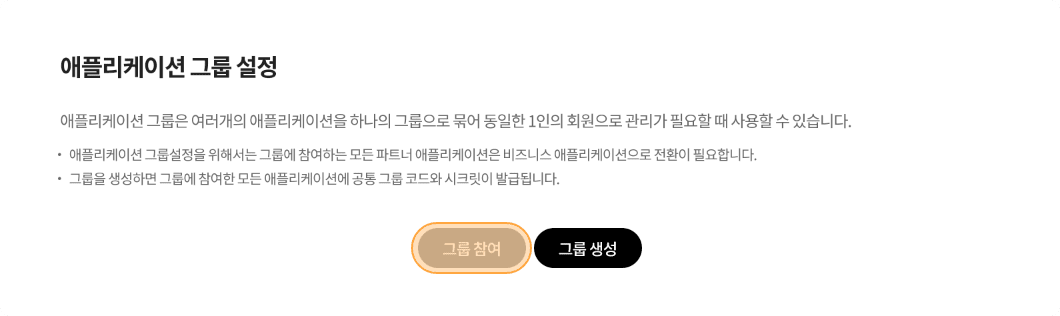 애플리케이션 그룹 설정
애플리케이션 그룹은 여러개의 애플리케이션을 하나의 그룹으로 묶어 동일한 1인의 회원으로 관리가 필요할 때 사용할 수 있습니다.
• 애플리케이션 그룹설정을 위해서는 그룹에 참여하는 모든 파트너 애플리케이션은 비즈니스 애플리케이션으로 전환이 필요합니다.
• 그룹을 생성하면 그룹에 참여한 모든 애플리케이션에 공통 그룹 코드와 시크릿이 발급됩니다.
그룹 참여 그룹 생성